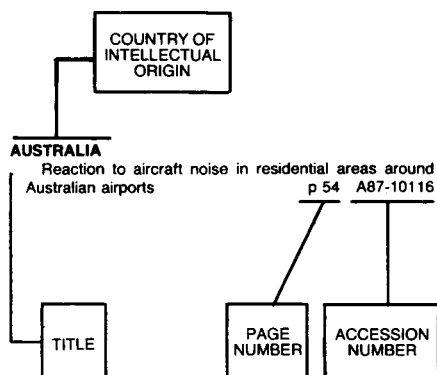 COUNTRY OF
INTELLECTUAL
ORIGIN
AUSTRALIA
Reaction to aircraft noise in residential areas around
Australian airports p 54 A87-10116
TITLE
PAGE
NUMBER
ACCESSION
NUMBER